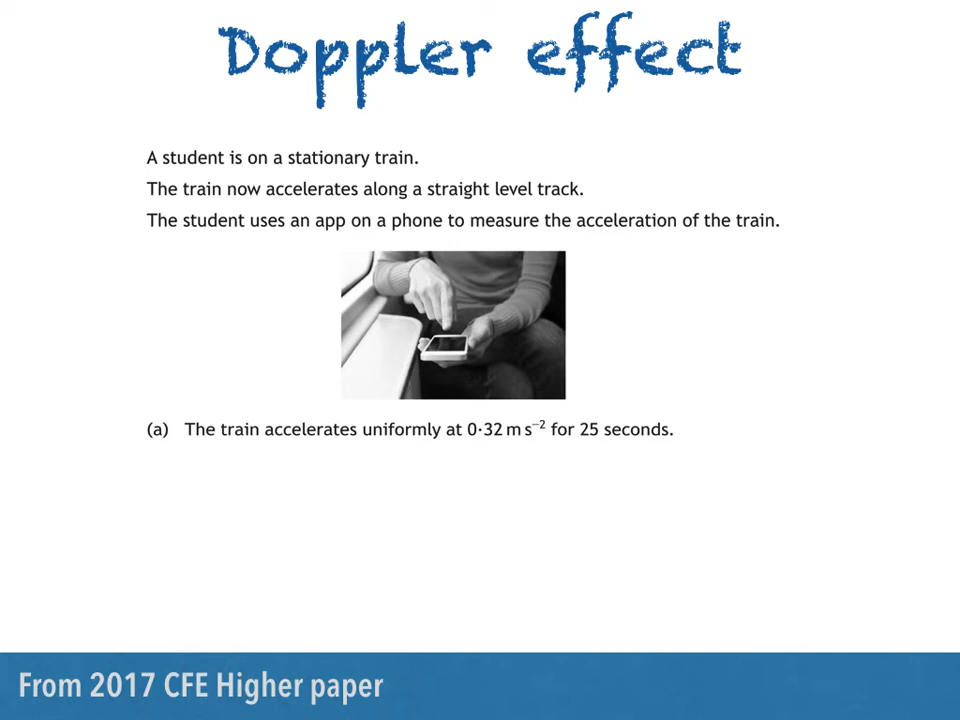 Doppler effect
A student is on a stationary train.
The train now accelerates along a straight level track.
The student uses an app on a phone to measure the acceleration of the train.
(a) The train accelerates uniformly at 0·32 m s⁻² for 25 seconds.
From 2017 CFE Higher paper